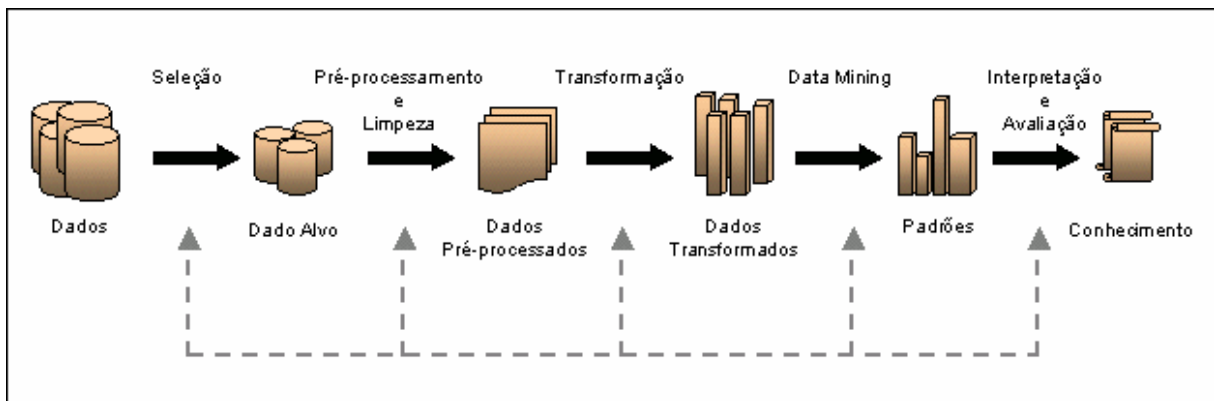 Seleção
Pré-processamento
e
Limpeza
Transformação
Data Mining
Interpretação
e
Avaliação
Dados
Dado Alvo
Dados
Pré-processados
Dados
Transformados
Padrões
Conhecimento